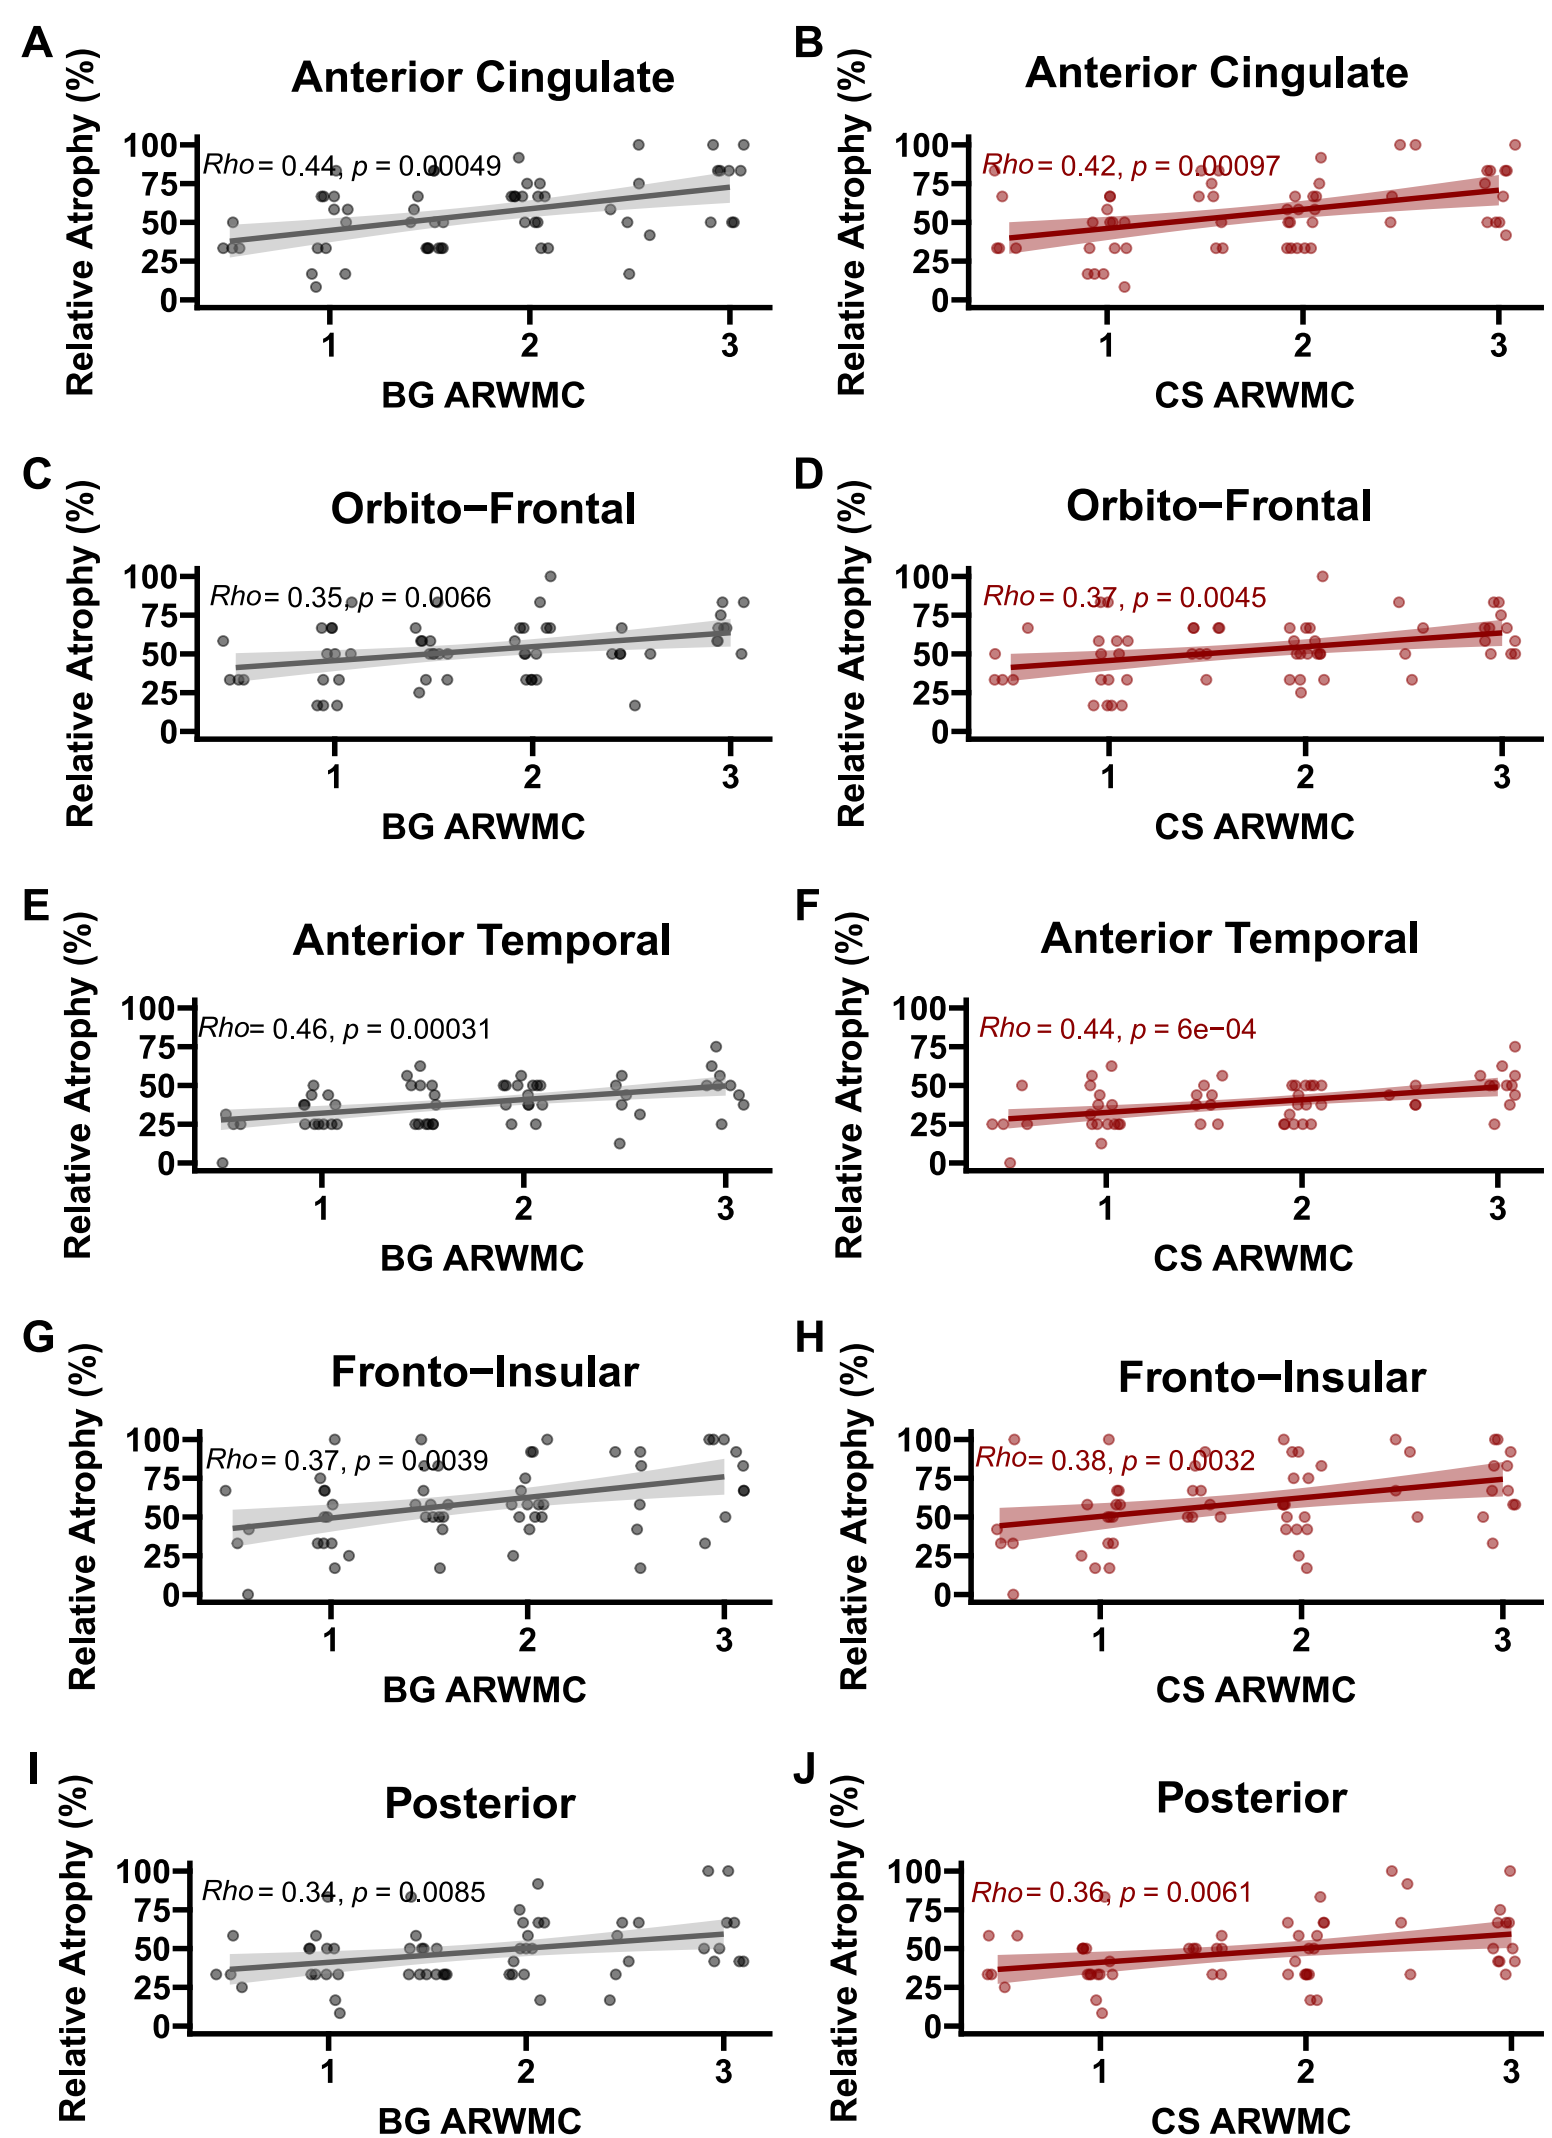 A
Anterior Cingulate
Relative Atrophy (%)
100
75
50
25
0
Rho = 0.44, p = 0.00049
1 2 3
BG ARWMC
B
Anterior Cingulate
Relative Atrophy (%)
100
75
50
25
0
Rho = 0.42, p = 0.00097
1 2 3
CS ARWMC
C
Orbito−Frontal
Relative Atrophy (%)
100
75
50
25
0
Rho = 0.35, p = 0.0066
1 2 3
BG ARWMC
D
Orbito−Frontal
Relative Atrophy (%)
100
75
50
25
0
Rho = 0.37, p = 0.0045
1 2 3
CS ARWMC
E
Anterior Temporal
Relative Atrophy (%)
100
75
50
25
0
Rho = 0.46, p = 0.00031
1 2 3
BG ARWMC
F
Anterior Temporal
Relative Atrophy (%)
100
75
50
25
0
Rho = 0.44, p = 6e−04
1 2 3
CS ARWMC
G
Fronto−Insular
Relative Atrophy (%)
100
75
50
25
0
Rho = 0.37, p = 0.0039
1 2 3
BG ARWMC
H
Fronto−Insular
Relative Atrophy (%)
100
75
50
25
0
Rho = 0.38, p = 0.0032
1 2 3
CS ARWMC
I
Posterior
Relative Atrophy (%)
100
75
50
25
0
Rho = 0.34, p = 0.0085
1 2 3
BG ARWMC
J
Posterior
Relative Atrophy (%)
100
75
50
25
0
Rho = 0.36, p = 0.0061
1 2 3
CS ARWMC